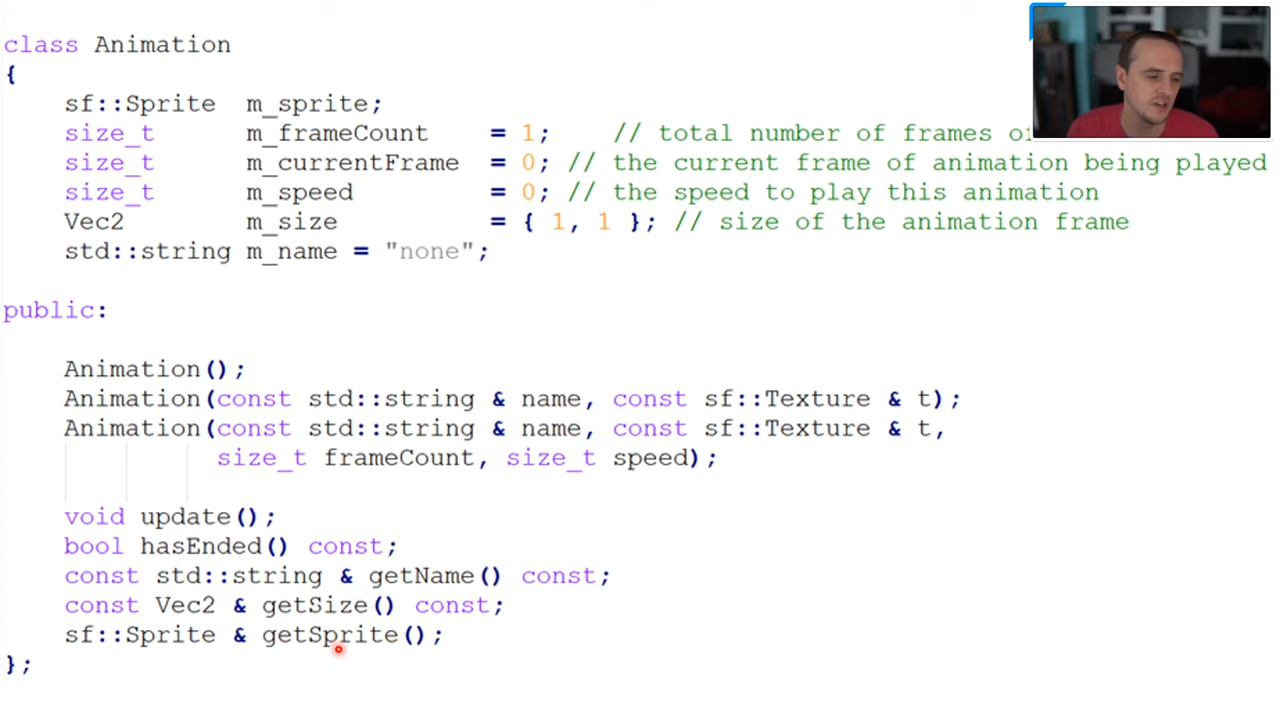 class Animation
{
sf::Sprite m_sprite;
size_t m_frameCount = 1; // total number of frames of
size_t m_currentFrame = 0; // the current frame of animation being played
size_t m_speed = 0; // the speed to play this animation
Vec2 m_size = { 1, 1 }; // size of the animation frame
std::string m_name = "none";
public:
Animation();
Animation(const std::string & name, const sf::Texture & t);
Animation(const std::string & name, const sf::Texture & t,
size_t frameCount, size_t speed);
void update();
bool hasEnded() const;
const std::string & getName() const;
const Vec2 & getSize() const;
sf::Sprite & getSprite();
};